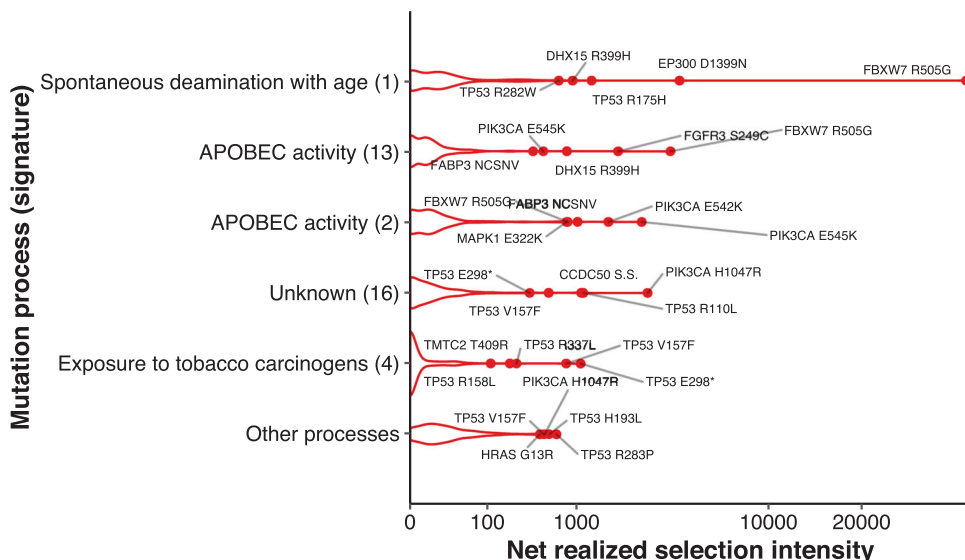 DHX15 R399H
EP300 D1399N
FBXW7 R505G
Spontaneous deamination with age (1)
TP53 R282W
TP53 R175H
PIK3CA E545K
FGFR3 S249C
FBXW7 R505G
APOBEC activity (13)
FABP3 NCSNV
DHX15 R399H
FBXW7 R505G
FABP3 NCSNV
PIK3CA E542K
APOBEC activity (2)
MAPK1 E322K
PIK3CA E545K
TP53 E298*
CCDC50 S.S.
PIK3CA H1047R
Unknown (16)
TP53 V157F
TP53 R110L
TMTC2 T409R
TP53 R337L
TP53 V157F
Exposure to tobacco carcinogens (4)
TP53 R158L
PIK3CA H1047R
TP53 E298*
TP53 V157F
TP53 H193L
Other processes
HRAS G13R
TP53 R283P
Mutation process (signature)
0 100 1000 10000 20000
Net realized selection intensity